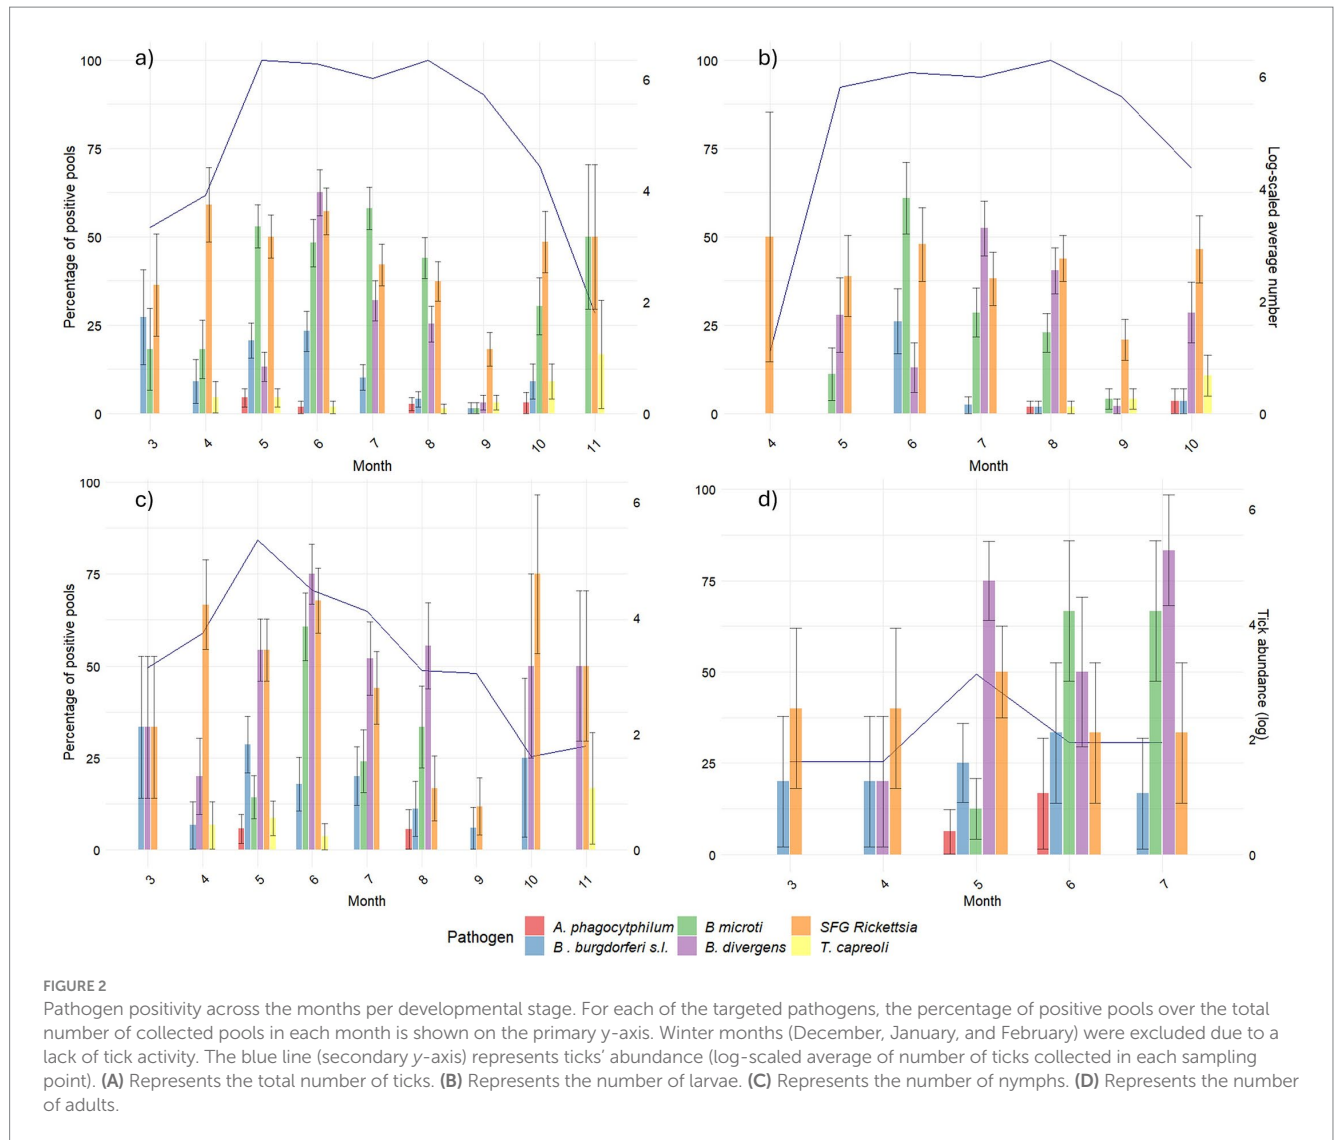 a)
100
75
50
25
0
6
4
2
0
Percentage of positive pools
3 4 5 6 7 8 9 10 11
Month
b)
100
75
50
25
0
6
4
2
0
Log-scaled average number
4 5 6 7 8 9 10
Month
c)
100
75
50
25
0
6
4
2
0
Percentage of positive pools
3 4 5 6 7 8 9 10 11
Month
d)
100
75
50
25
0
6
4
2
0
Tick abundance (log)
3 4 5 6 7
Month
Pathogen
A. phagocytphilum B microti SFG Rickettsia
B . burgdorferi s.l. B. divergens T. capreoli
FIGURE 2
Pathogen positivity across the months per developmental stage. For each of the targeted pathogens, the percentage of positive pools over the total
number of collected pools in each month is shown on the primary y-axis. Winter months (December, January, and February) were excluded due to a
lack of tick activity. The blue line (secondary y-axis) represents ticks’ abundance (log-scaled average of number of ticks collected in each sampling
point). (A) Represents the total number of ticks. (B) Represents the number of larvae. (C) Represents the number of nymphs. (D) Represents the number
of adults.